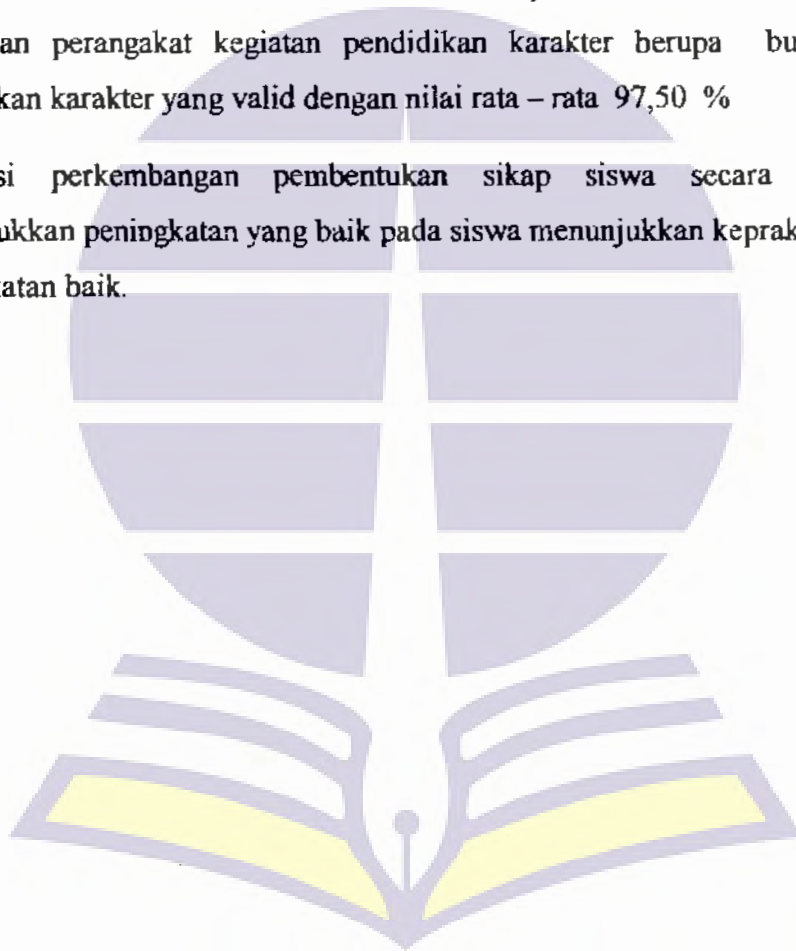 an perangakat kegiatan pendidikan karakter berupa bu
kan karakter yang valid dengan nilai rata – rata 97,50 %
si perkembangan pembentukan sikap siswa secara
ukkan peningkatan yang baik pada siswa menunjukkan keprak
atan baik.